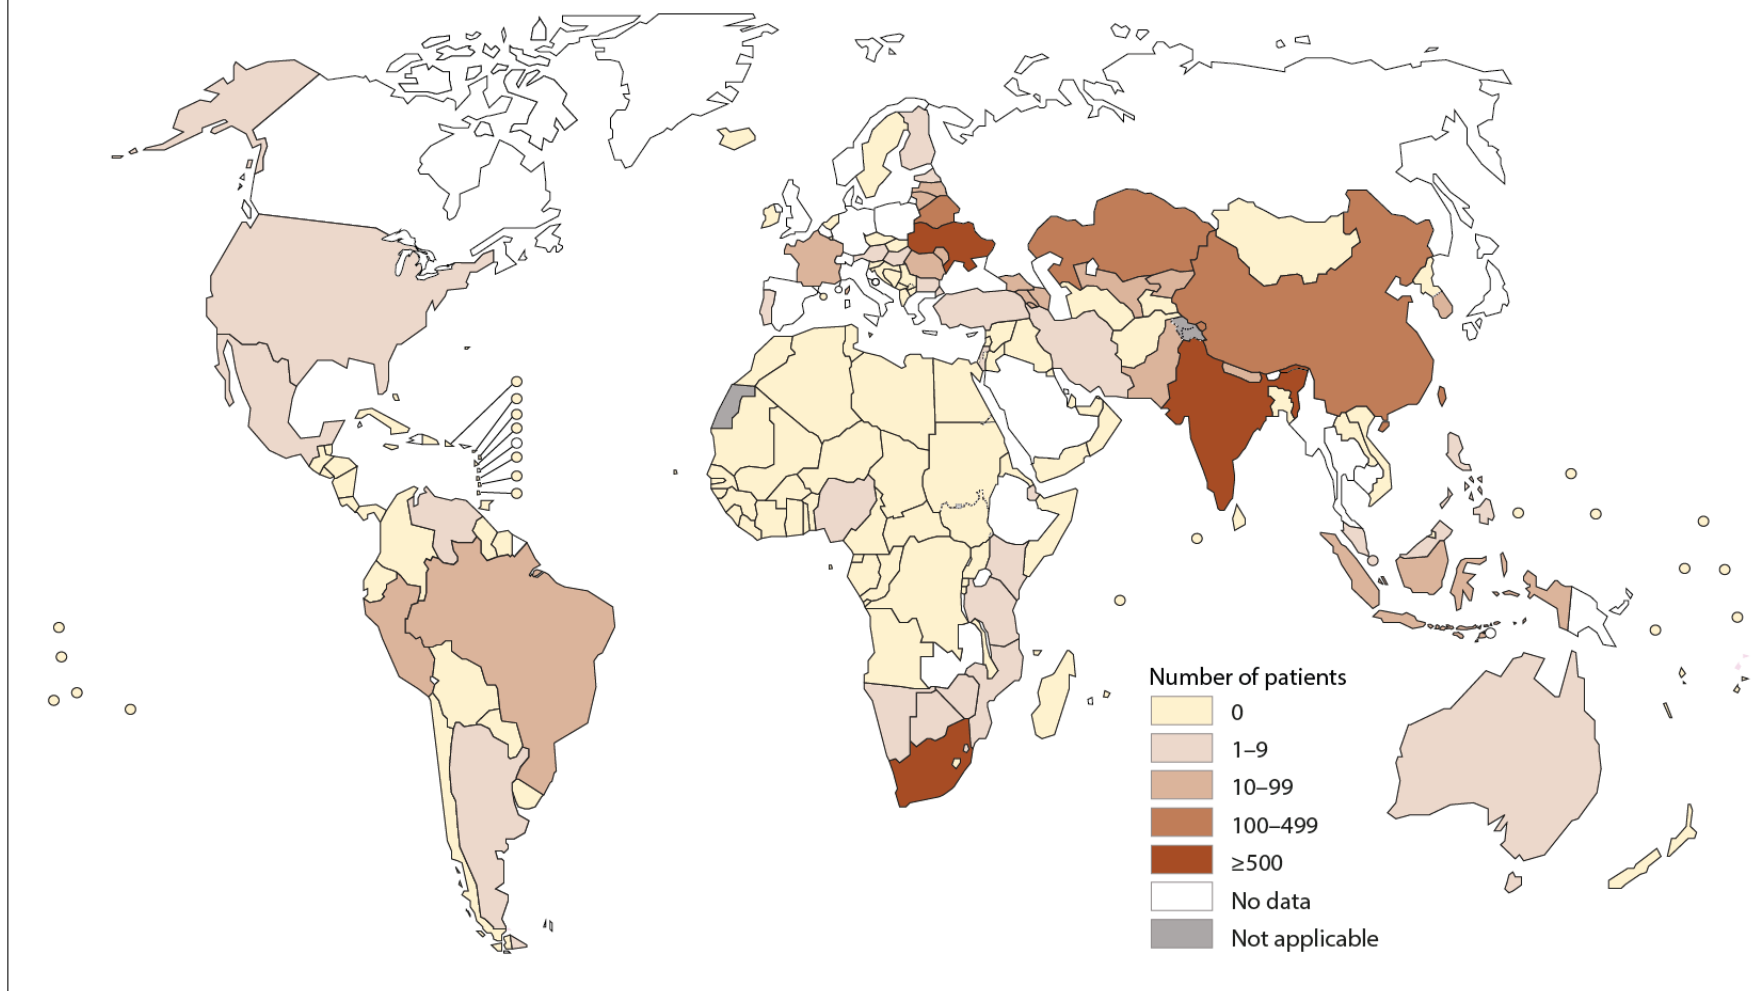 Number of patients
0
1–9
10–99
100–499
≥500
No data
Not applicable